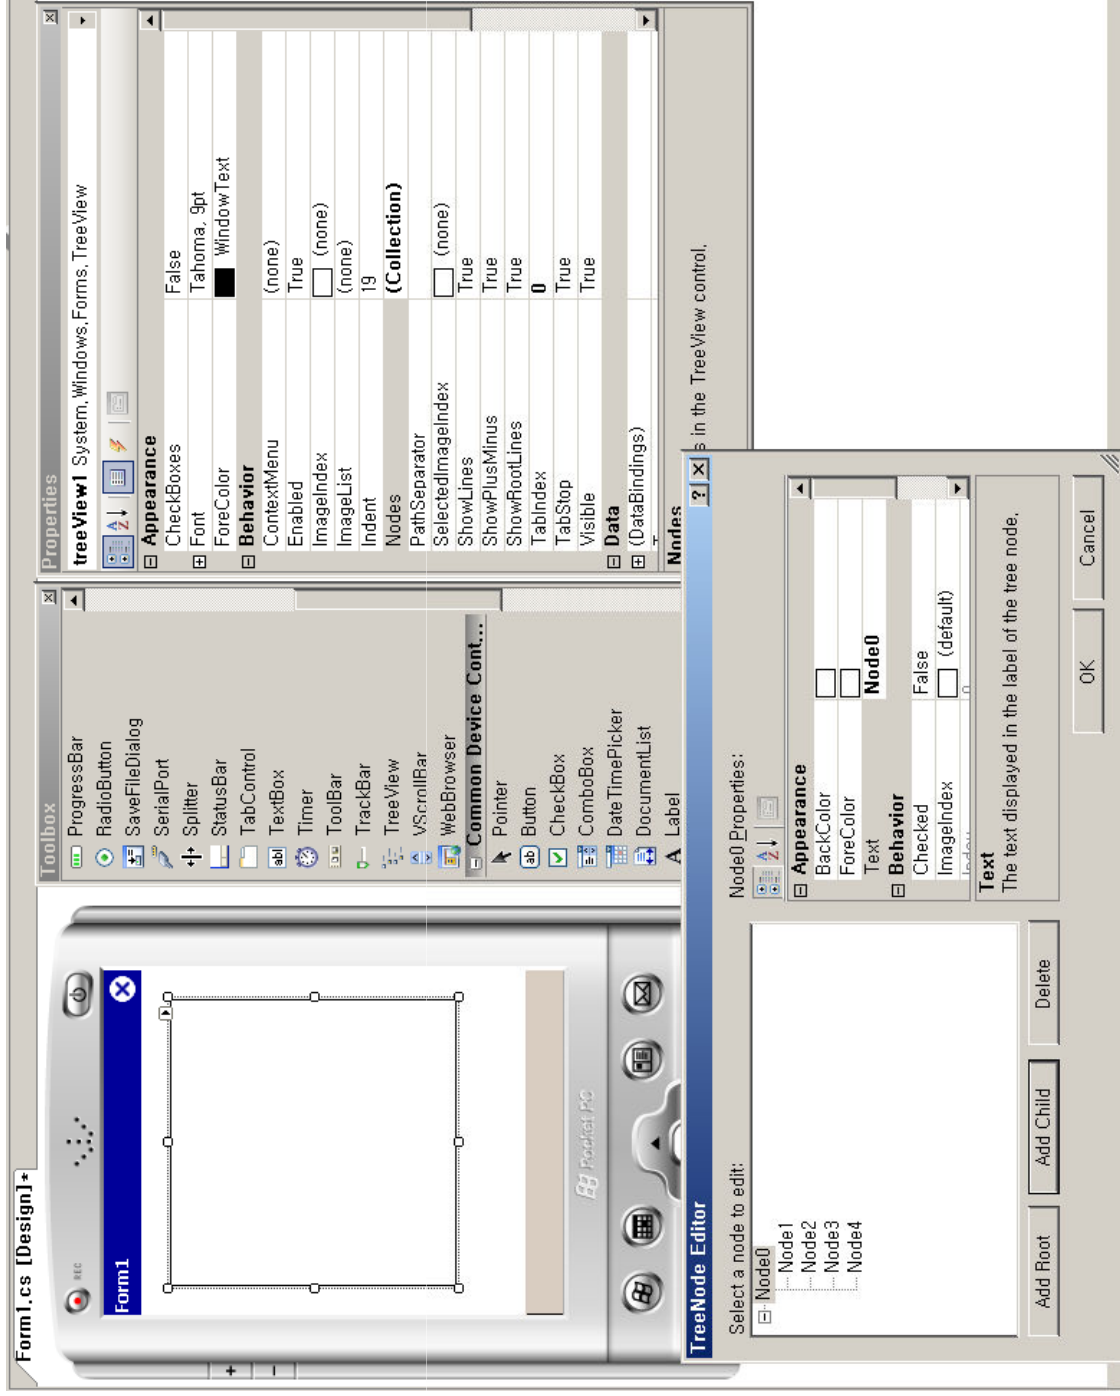 Form1.cs [Design]*
REC
Form1
Pocket PC
Toolbox
ProgressBar
RadioButton
SaveFileDialog
SerialPort
Splitter
StatusBar
TabControl
TextBox
Timer
ToolBar
TrackBar
TreeView
VScrollBar
WebBrowser
Common Device Cont...
Pointer
Button
CheckBox
ComboBox
DateTimePicker
DocumentList
Label
Properties
treeView1 System.Windows.Forms.TreeView
Appearance
CheckBoxes False
Font Tahoma, 9pt
ForeColor WindowText
Behavior
ContextMenu (none)
Enabled True
ImageIndex (none)
ImageList (none)
Indent 19
Nodes (Collection)
PathSeparator
SelectedImageIndex (none)
ShowLines True
ShowPlusMinus True
ShowRootLines True
TabIndex 0
TabStop True
Visible True
Data
(DataBindings)
Nodes
s in the TreeView control.
TreeNode Editor
Select a node to edit:
Node0
Node1
Node2
Node3
Node4
Add Root
Add Child
Delete
Node0 Properties:
Appearance
BackColor
ForeColor
Text Node0
Behavior
Checked False
ImageIndex (default)
Index 0
Text
The text displayed in the label of the tree node.
OK
Cancel